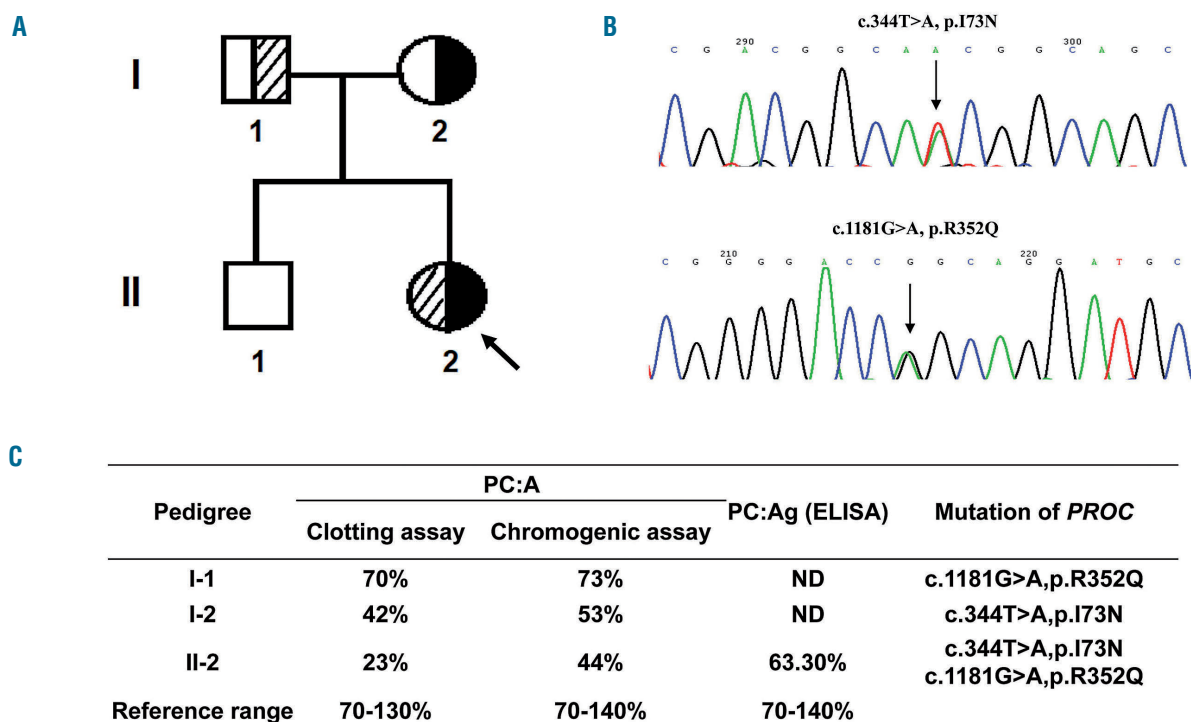 A
I
1
2
II
1
2
B
c.344T>A, p.I73N
290 300
C G A C G G C A A C G G C A G C
c.1181G>A, p.R352Q
210 220
C G G G G A C C G G C A G G A T G C
C
Pedigree PC:A PC:Ag (ELISA) Mutation of PROC
Clotting assay Chromogenic assay
I-1 70% 73% ND c.1181G>A,p.R352Q
I-2 42% 53% ND c.344T>A,p.I73N
II-2 23% 44% 63.30% c.344T>A,p.I73N
c.1181G>A,p.R352Q
Reference range 70-130% 70-140% 70-140%